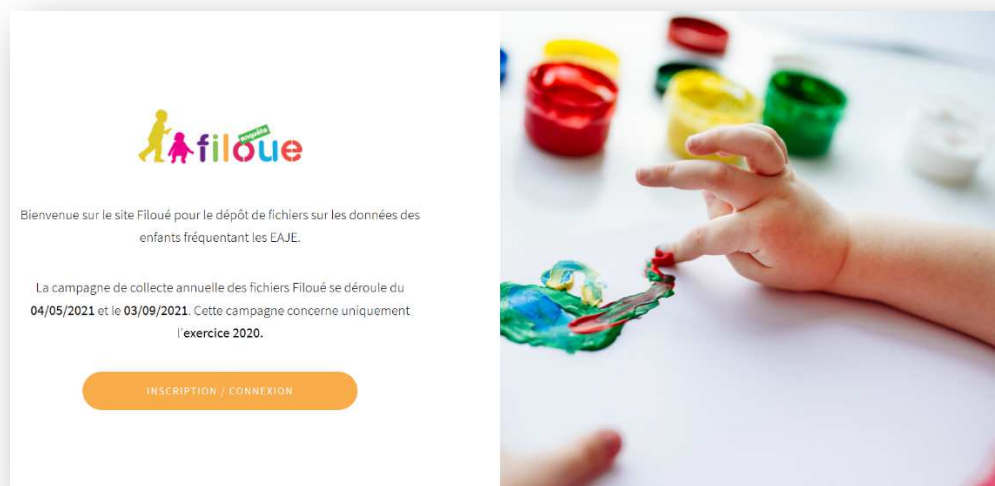 enquête
filoue
Bienvenue sur le site Filoué pour le dépôt de fichiers sur les données des
enfants fréquentant les EAJE.
La campagne de collecte annuelle des fichiers Filoué se déroule du
04/05/2021 et le 03/09/2021. Cette campagne concerne uniquement
l'exercice 2020.
INSCRIPTION / CONNEXION